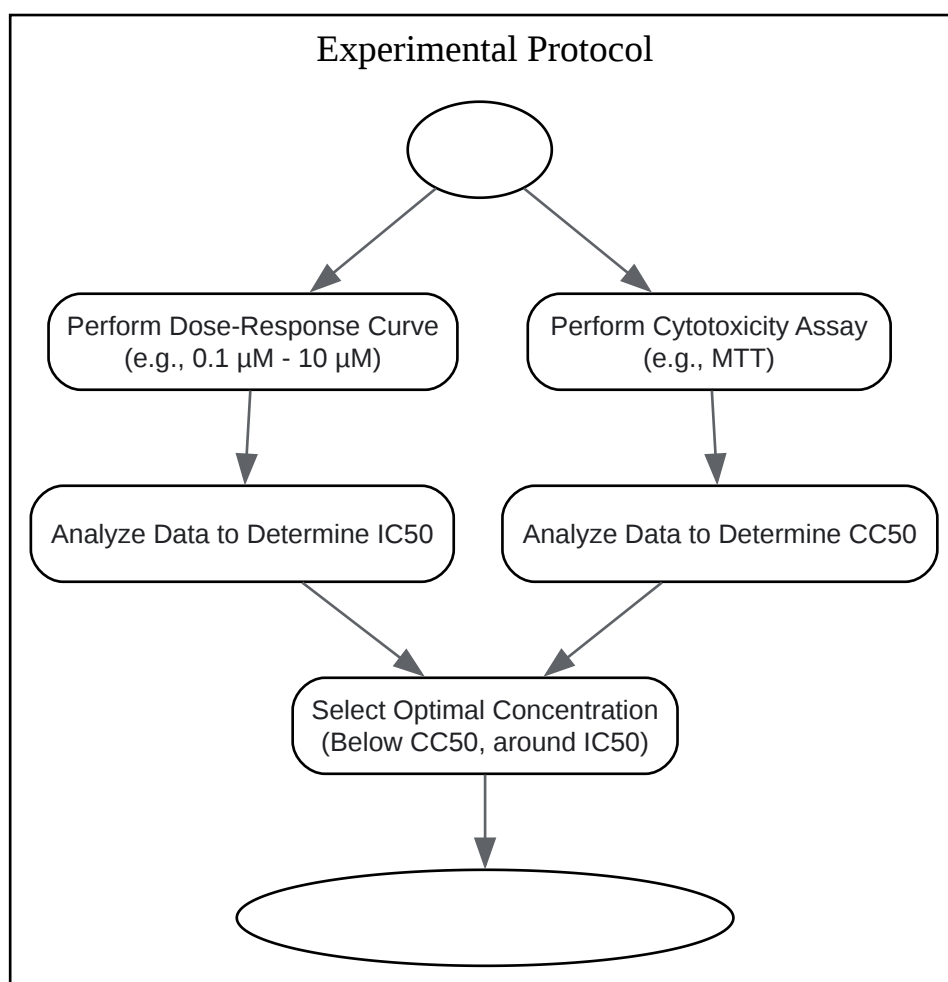 Experimental Protocol
Perform Dose-Response Curve
(e.g., 0.1 µM - 10 µM)
Perform Cytotoxicity Assay
(e.g., MTT)
Analyze Data to Determine IC50
Analyze Data to Determine CC50
Select Optimal Concentration
(Below CC50, around IC50)